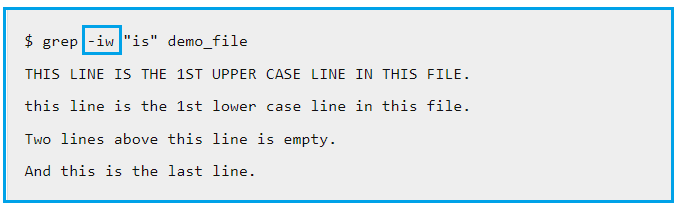 $ grep -iw "is" demo_file
THIS LINE IS THE 1ST UPPER CASE LINE IN THIS FILE.
this line is the 1st lower case line in this file.
Two lines above this line is empty.
And this is the last line.